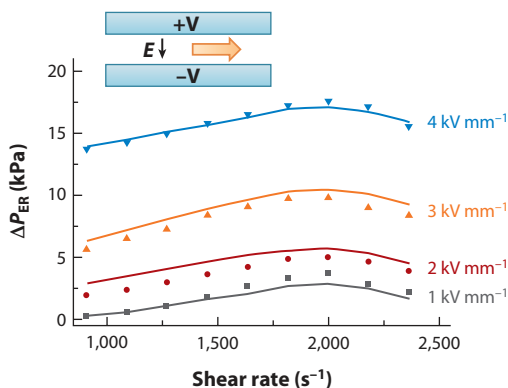 +V
E ↓
−V
20
15
10
5
0
ΔP_ER (kPa)
4 kV mm⁻¹
3 kV mm⁻¹
2 kV mm⁻¹
1 kV mm⁻¹
1,000 1,500 2,000 2,500
Shear rate (s⁻¹)